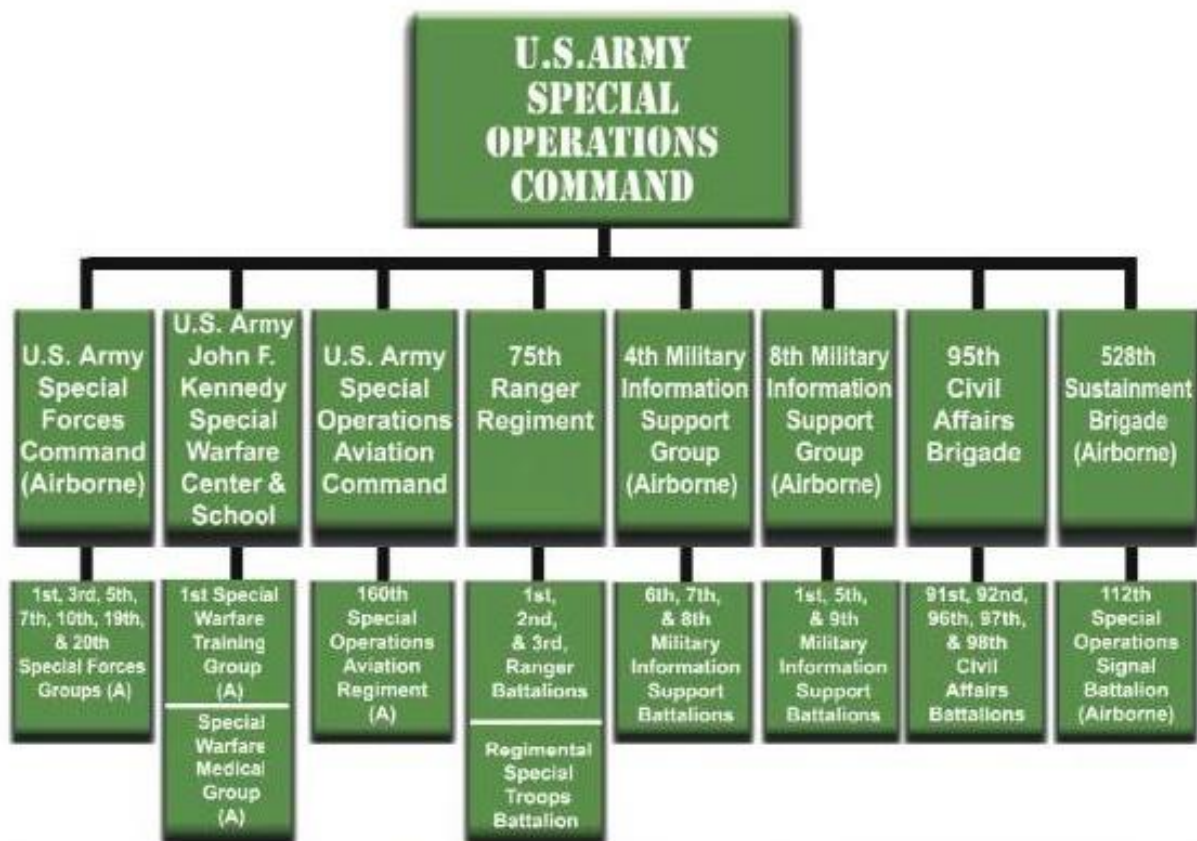 U.S.ARMY
SPECIAL
OPERATIONS
COMMAND
U.S. Army
Special
Forces
Command
(Airborne)
U.S. Army
John F.
Kennedy
Special
Warfare
Center &
School
U.S. Army
Special
Operations
Aviation
Command
75th
Ranger
Regiment
4th Military
Information
Support
Group
(Airborne)
8th Military
Information
Support
Group
(Airborne)
95th
Civil
Affairs
Brigade
528th
Sustainment
Brigade
(Airborne)
1st, 3rd, 5th,
7th, 10th, 19th,
& 20th
Special Forces
Groups (A)
1st Special
Warfare
Training
Group
(A)
Special
Warfare
Medical
Group
(A)
160th
Special
Operations
Aviation
Regiment
(A)
1st,
2nd,
& 3rd,
Ranger
Battalions
Regimental
Special
Troops
Battalion
6th, 7th,
& 8th
Military
Information
Support
Battalions
1st, 5th,
& 9th
Military
Information
Support
Battalions
91st, 92nd,
96th, 97th,
& 98th
Civil
Affairs
Battalions
112th
Special
Operations
Signal
Battalion
(Airborne)